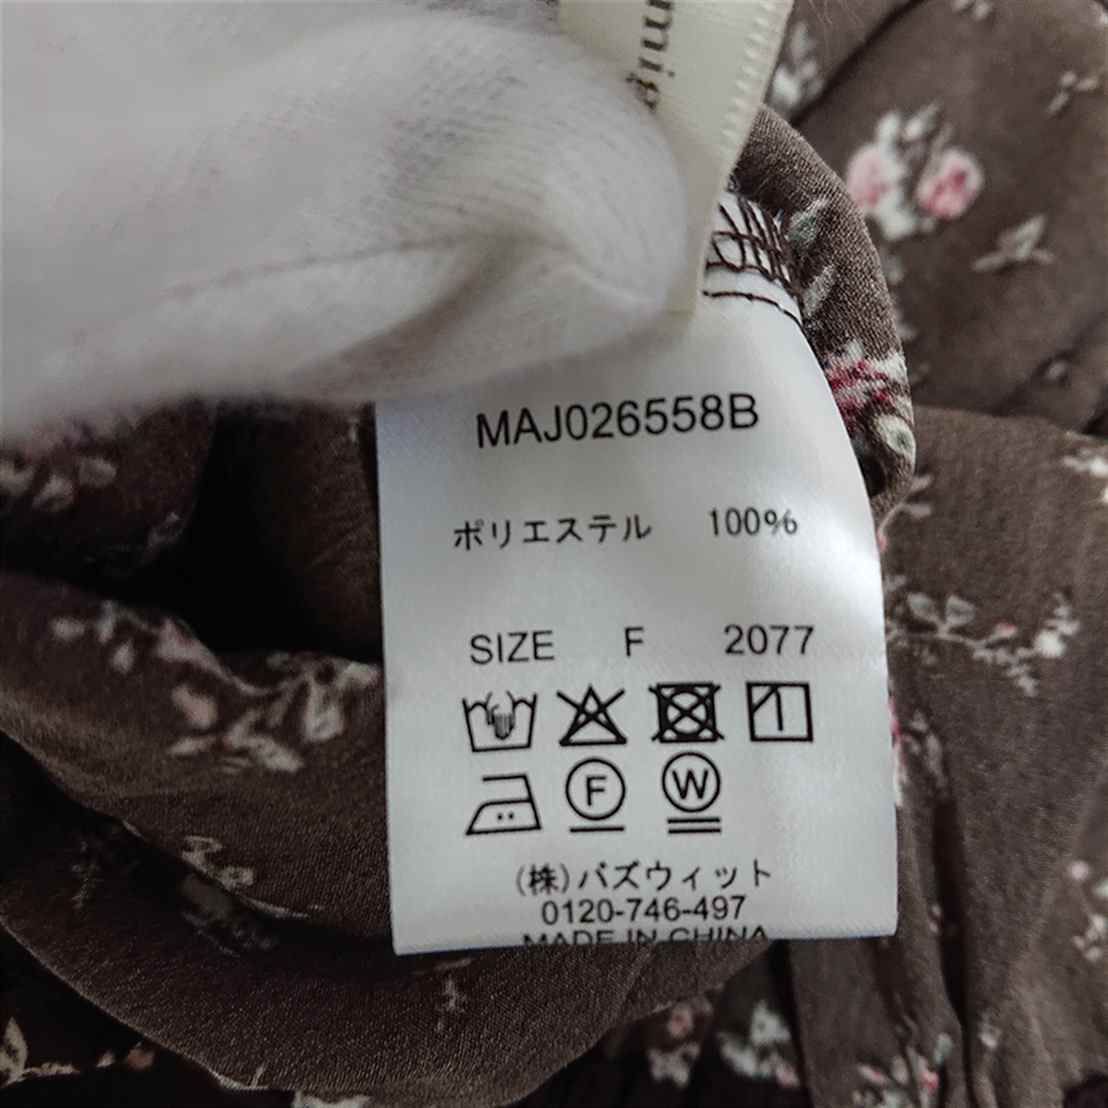 mig
MAJ026558B
ポリエステル 100%
SIZE F 2077
F W
(株)バズウィット
0120-746-497
MADE IN CHINA